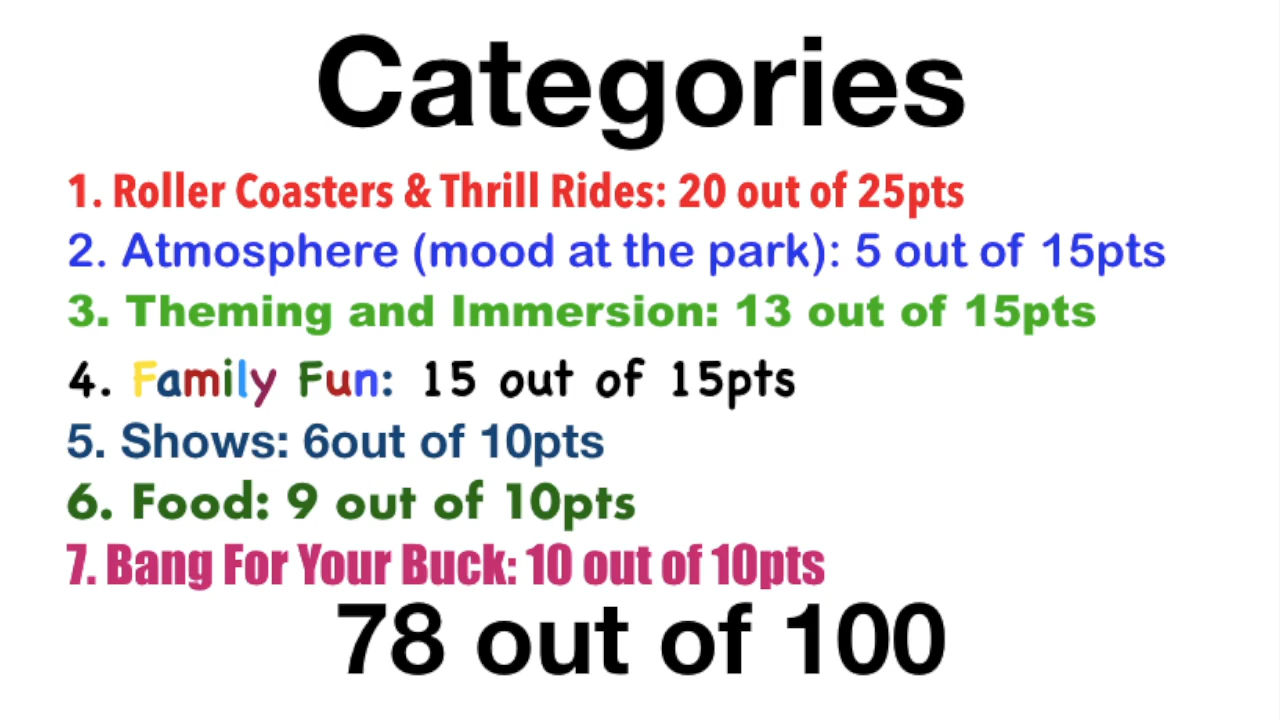 Categories
1. Roller Coasters & Thrill Rides: 20 out of 25pts
2. Atmosphere (mood at the park): 5 out of 15pts
3. Theming and Immersion: 13 out of 15pts
4. Family Fun: 15 out of 15pts
5. Shows: 6out of 10pts
6. Food: 9 out of 10pts
7. Bang For Your Buck: 10 out of 10pts
78 out of 100